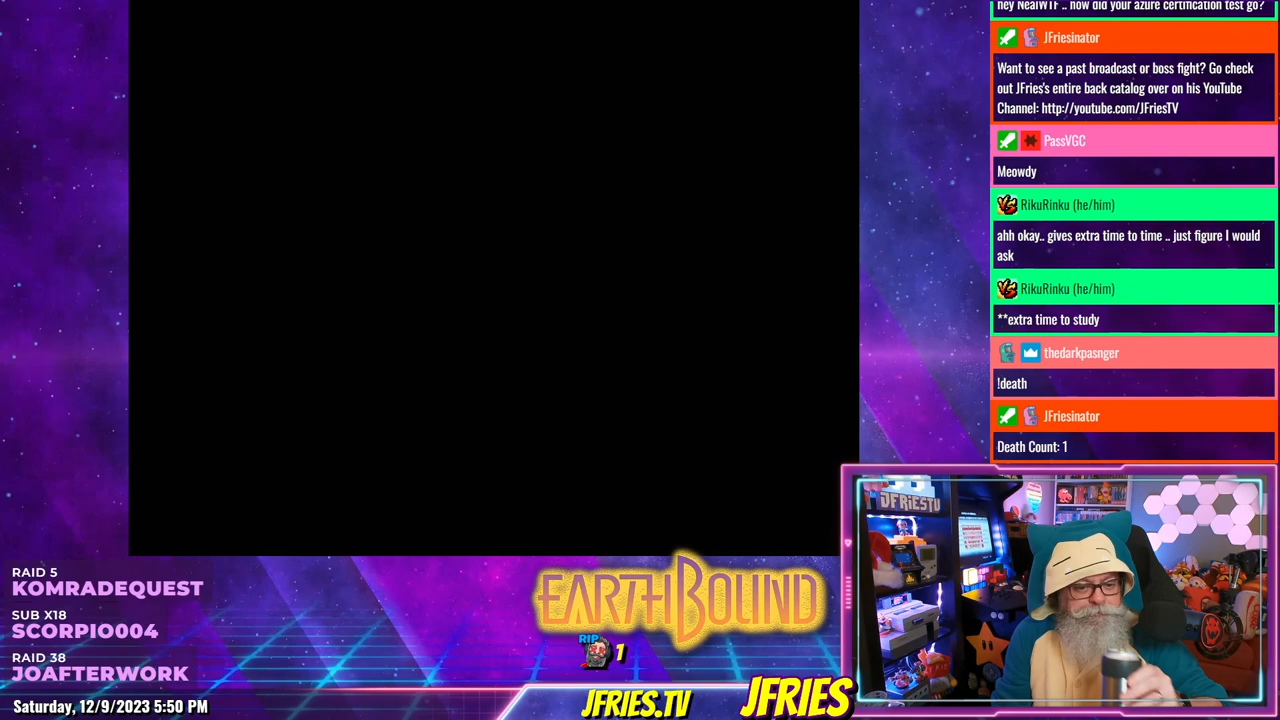 hey NealWTF .. how did your azure certification test go?
JFriesinator
Want to see a past broadcast or boss fight? Go check
out JFries's entire back catalog over on his YouTube
Channel: http://youtube.com/JFriesTV
PassVGC
Meowdy
RikuRinku (he/him)
ahh okay.. gives extra time to time .. just figure I would
ask
RikuRinku (he/him)
**extra time to study
thedarkpasnger
!death
JFriesinator
Death Count: 1
JFRIESTV
RAID 5
KOMRADEQUEST
SUB X18
SCORPIO004
RAID 38
JOAFTERWORK
Saturday, 12/9/2023 5:50 PM
EARTHBOUND
RIP
1
JFRIES.TV
JFRIES